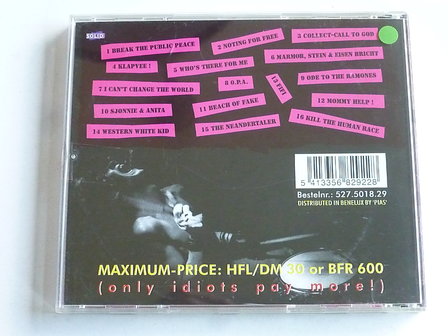 SOLID
1 BREAK THE PUBLIC PEACE
2 NOTING FOR FREE
3 COLLECT-CALL TO GOD
4 KLAPVEE !
5 WHO'S THERE FOR ME
6 MARMOR, STEIN & EISEN BRICHT
7 I CAN'T CHANGE THE WORLD
8 O.P.A.
13 FIFI
9 ODE TO THE RAMONES
10 SJONNIE & ANITA
11 BEACH OF FAKE
12 MOMMY HELP !
14 WESTERN WHITE KID
15 THE NEANDERTALER
16 KILL THE HUMAN RACE
5 413356 829228
Bestelnr.: 527.5018.29
DISTRIBUTED IN BENELUX BY 'PIAS'
MAXIMUM-PRICE: HFL/DM 30 or BFR 600
(only idiots pay more!)